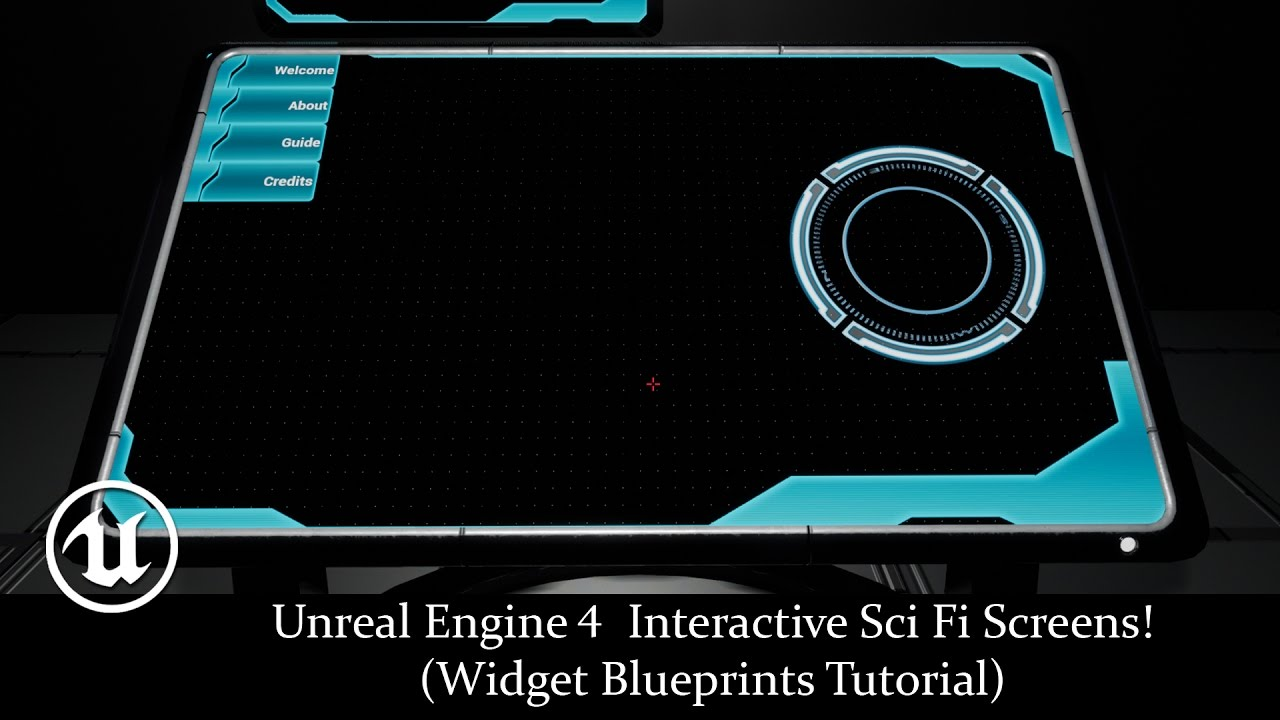 Welcome
About
Guide
Credits
Unreal Engine 4 Interactive Sci Fi Screens!
(Widget Blueprints Tutorial)